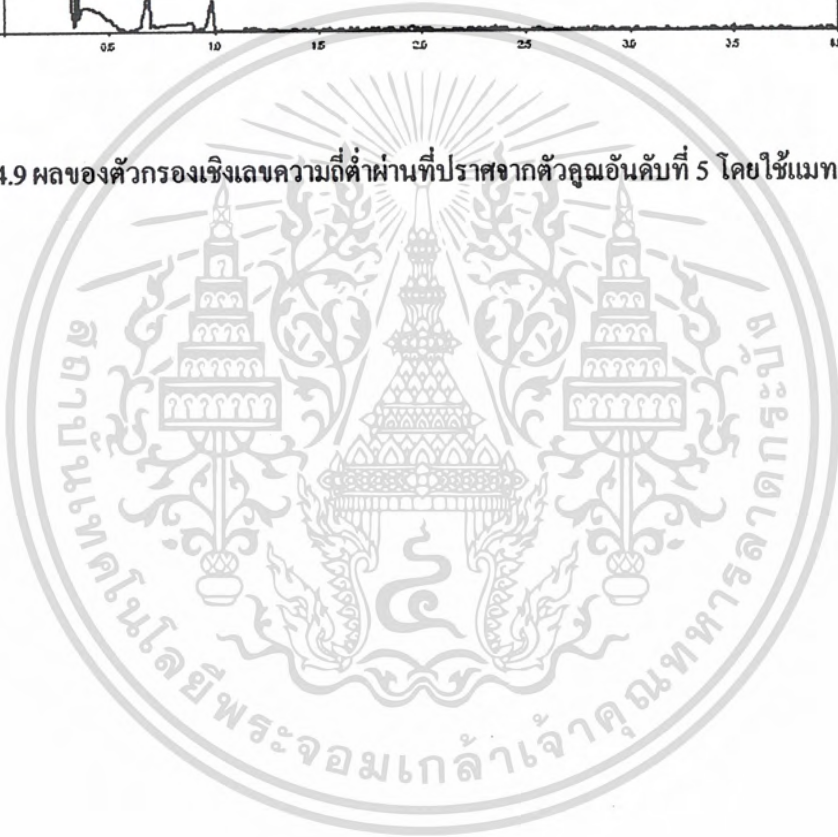 0.5 1.0 1.5 2.0 2.5 3.0 3.5
4.9 ผลของตัวกรองเชิงเลขความถี่ต่ำผ่านที่ปราศจากตัวคูณอันดับที่ 5 โดยใช้แมท
สถาบันเทคโนโลยีพระจอมเกล้าเจ้าคุณทหารลาดกระบัง